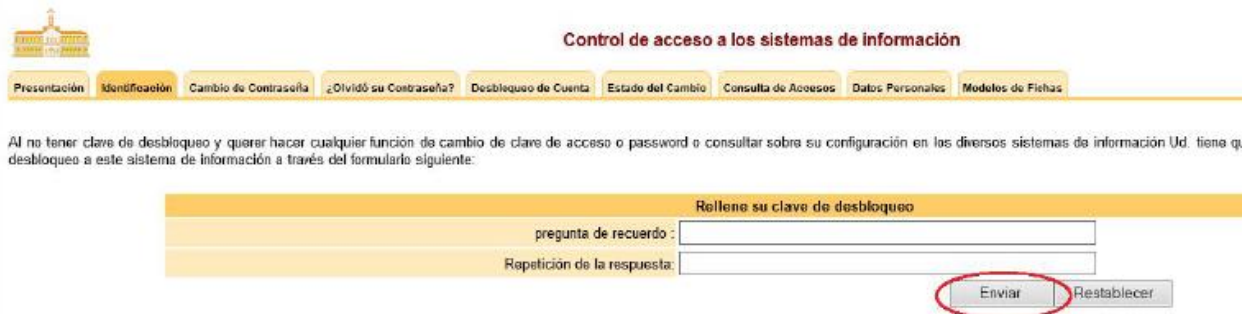 Control de acceso a los sistemas de información
Presentación Identificación Cambio de Contraseña ¿Olvidó su Contraseña? Desbloqueo de Cuenta Estado del Cambio Consulta de Accesos Datos Personales Modelos de Fichas
Al no tener clave de desbloqueo y querer hacer cualquier función de cambio de clave de acceso o password o consultar sobre su configuración en los diversos sistemas de información Ud. tiene qu
desbloqueo a este sistema de información a través del formulario siguiente:
Rellene su clave de desbloqueo
pregunta de recuerdo :
Repetición de la respuesta:
Enviar Restablecer